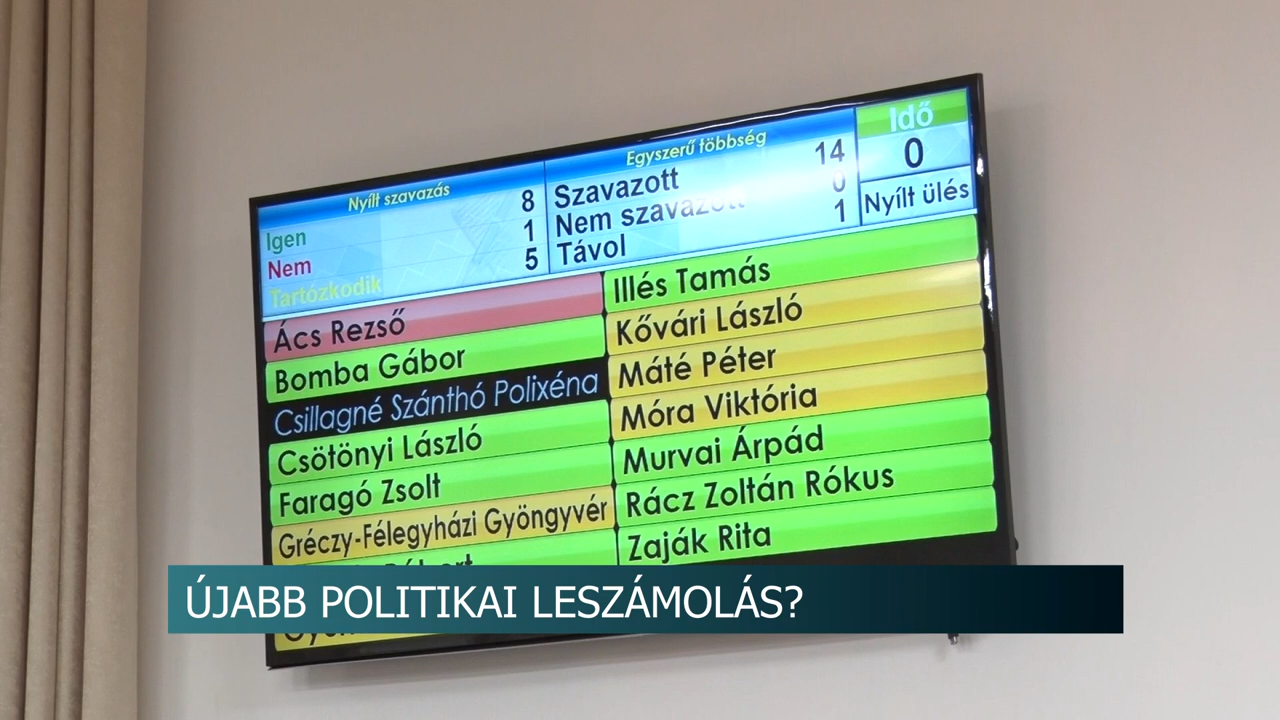 Nyílt szavazás
Igen 8
Nem 1
Tartózkodik 5
Egyszerű többség
Szavazott 14
Nem szavazott 0
Távol 1
Idő
0
Nyílt ülés
Ács Rezső
Bomba Gábor
Csillagné Szánthó Polixéna
Csötönyi László
Faragó Zsolt
Gréczy-Félegyházi Gyöngyvér
Illés Tamás
Kővári László
Máté Péter
Móra Viktória
Murvai Árpád
Rácz Zoltán Rókus
Zaják Rita
ÚJABB POLITIKAI LESZÁMOLÁS?